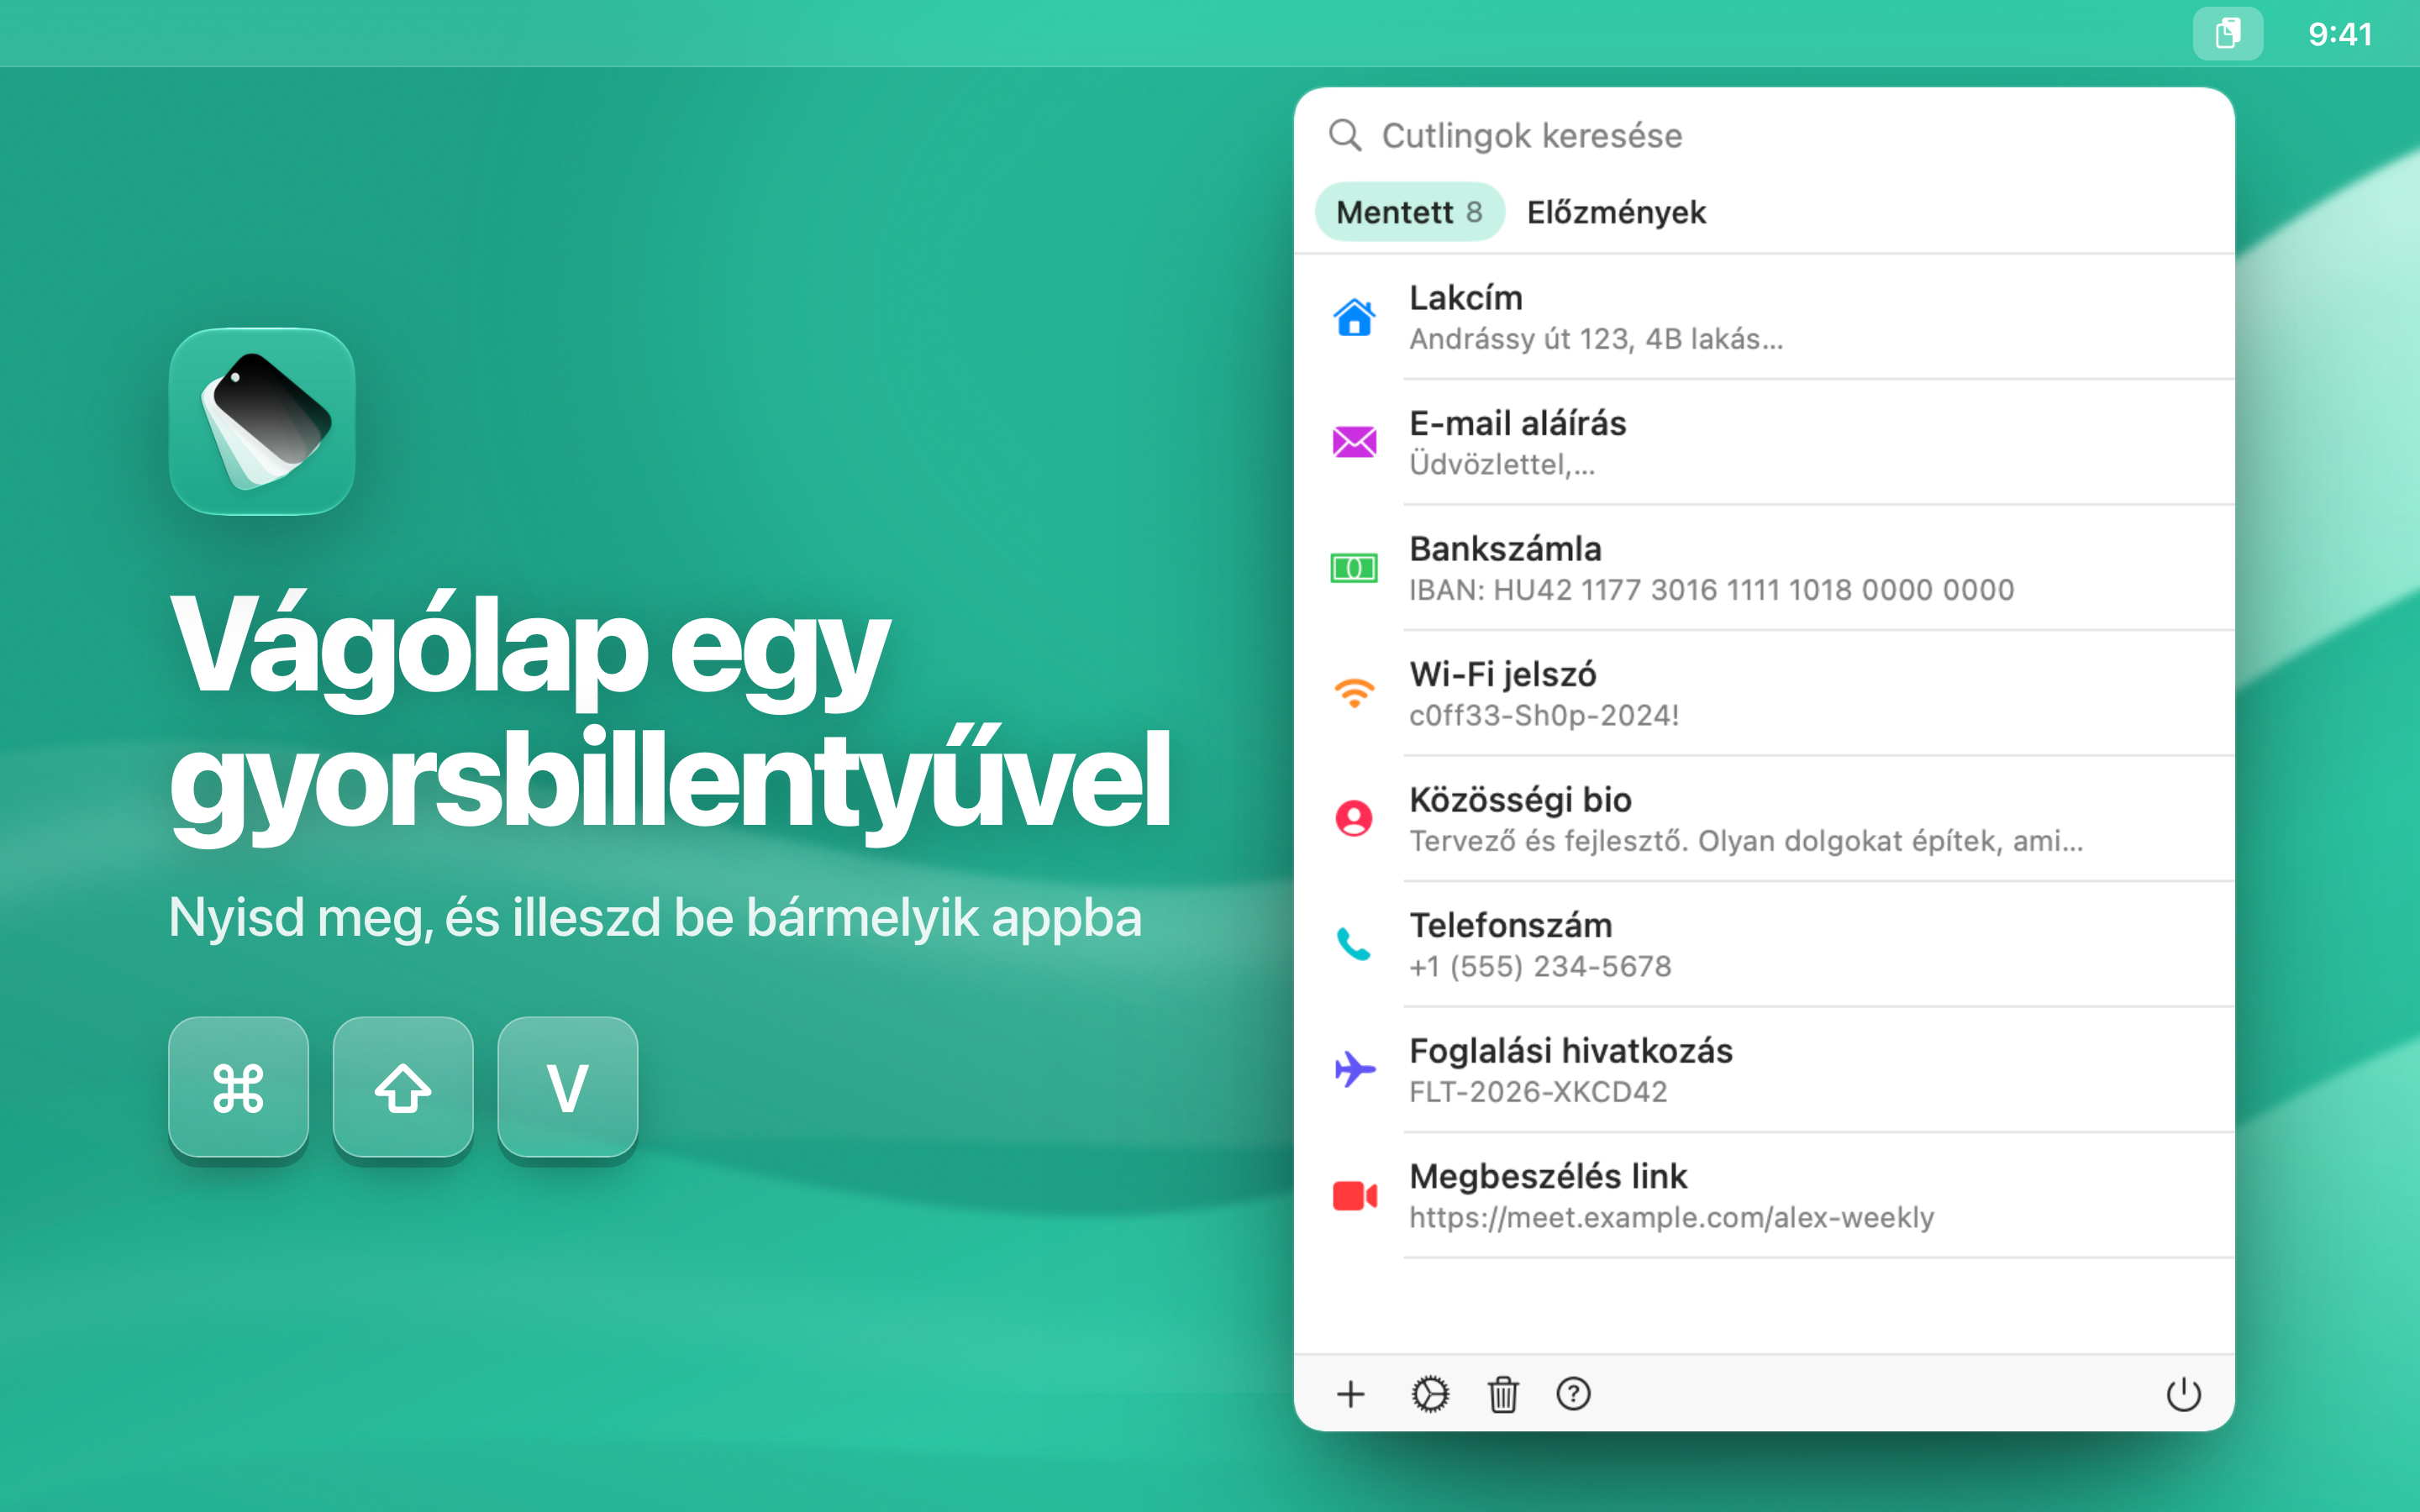 9:41
Vágólap egy
gyorsbillentyűvel
Nyisd meg, és illeszd be bármelyik appba
⌘ ⇧ V
Cutlingok keresése
Mentett 8 Előzmények
Lakcím
Andrássy út 123, 4B lakás...
E-mail aláírás
Üdvözlettel,...
Bankszámla
IBAN: HU42 1177 3016 1111 1018 0000 0000
Wi-Fi jelszó
c0ff33-Sh0p-2024!
Közösségi bio
Tervező és fejlesztő. Olyan dolgokat építek, ami...
Telefonszám
+1 (555) 234-5678
Foglalási hivatkozás
FLT-2026-XKCD42
Megbeszélés link
https://meet.example.com/alex-weekly